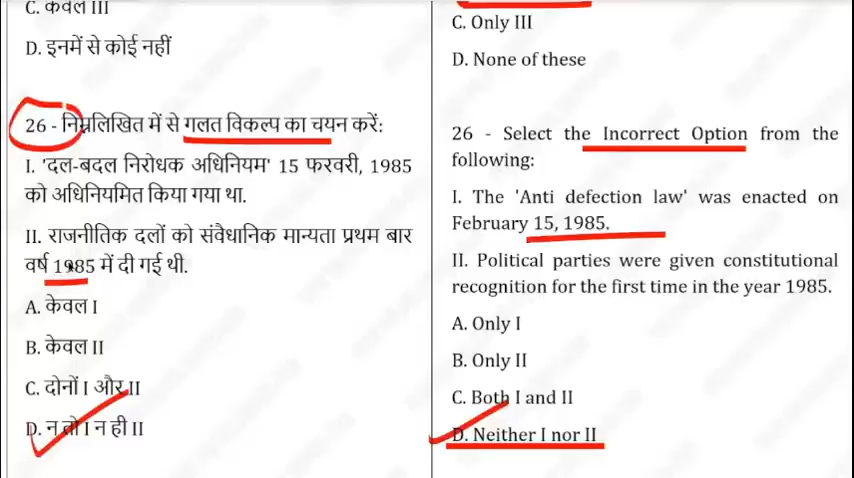 C. केवल III
D. इनमें से कोई नहीं
26 - निम्नलिखित में से गलत विकल्प का चयन करें:
I. 'दल-बदल निरोधक अधिनियम' 15 फरवरी, 1985
को अधिनियमित किया गया था.
II. राजनीतिक दलों को संवैधानिक मान्यता प्रथम बार
वर्ष 1985 में दी गई थी.
A. केवल I
B. केवल II
C. दोनों I और II
D. न तो I न ही II
C. Only III
D. None of these
26 - Select the Incorrect Option from the
following:
I. The 'Anti defection law' was enacted on
February 15, 1985.
II. Political parties were given constitutional
recognition for the first time in the year 1985.
A. Only I
B. Only II
C. Both I and II
D. Neither I nor II